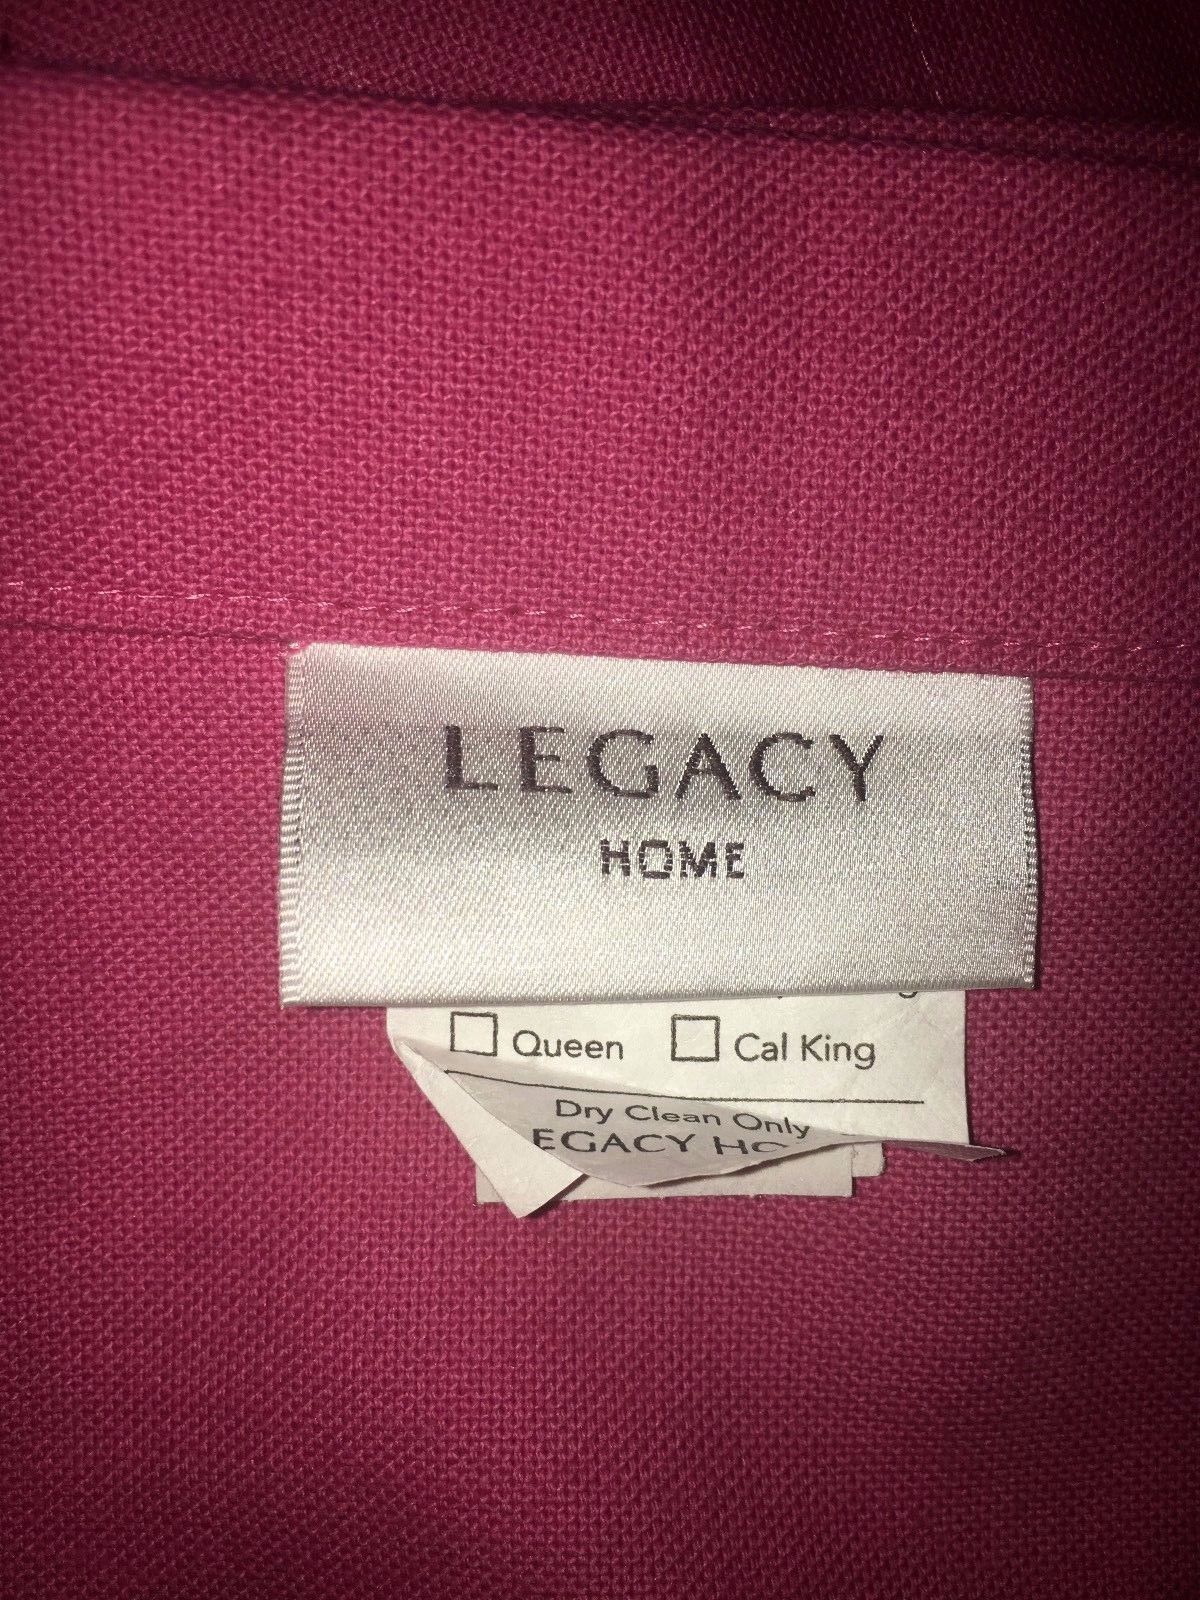 LEGACY
HOME
Queen Cal King
Dry Clean Only
EGACY HO